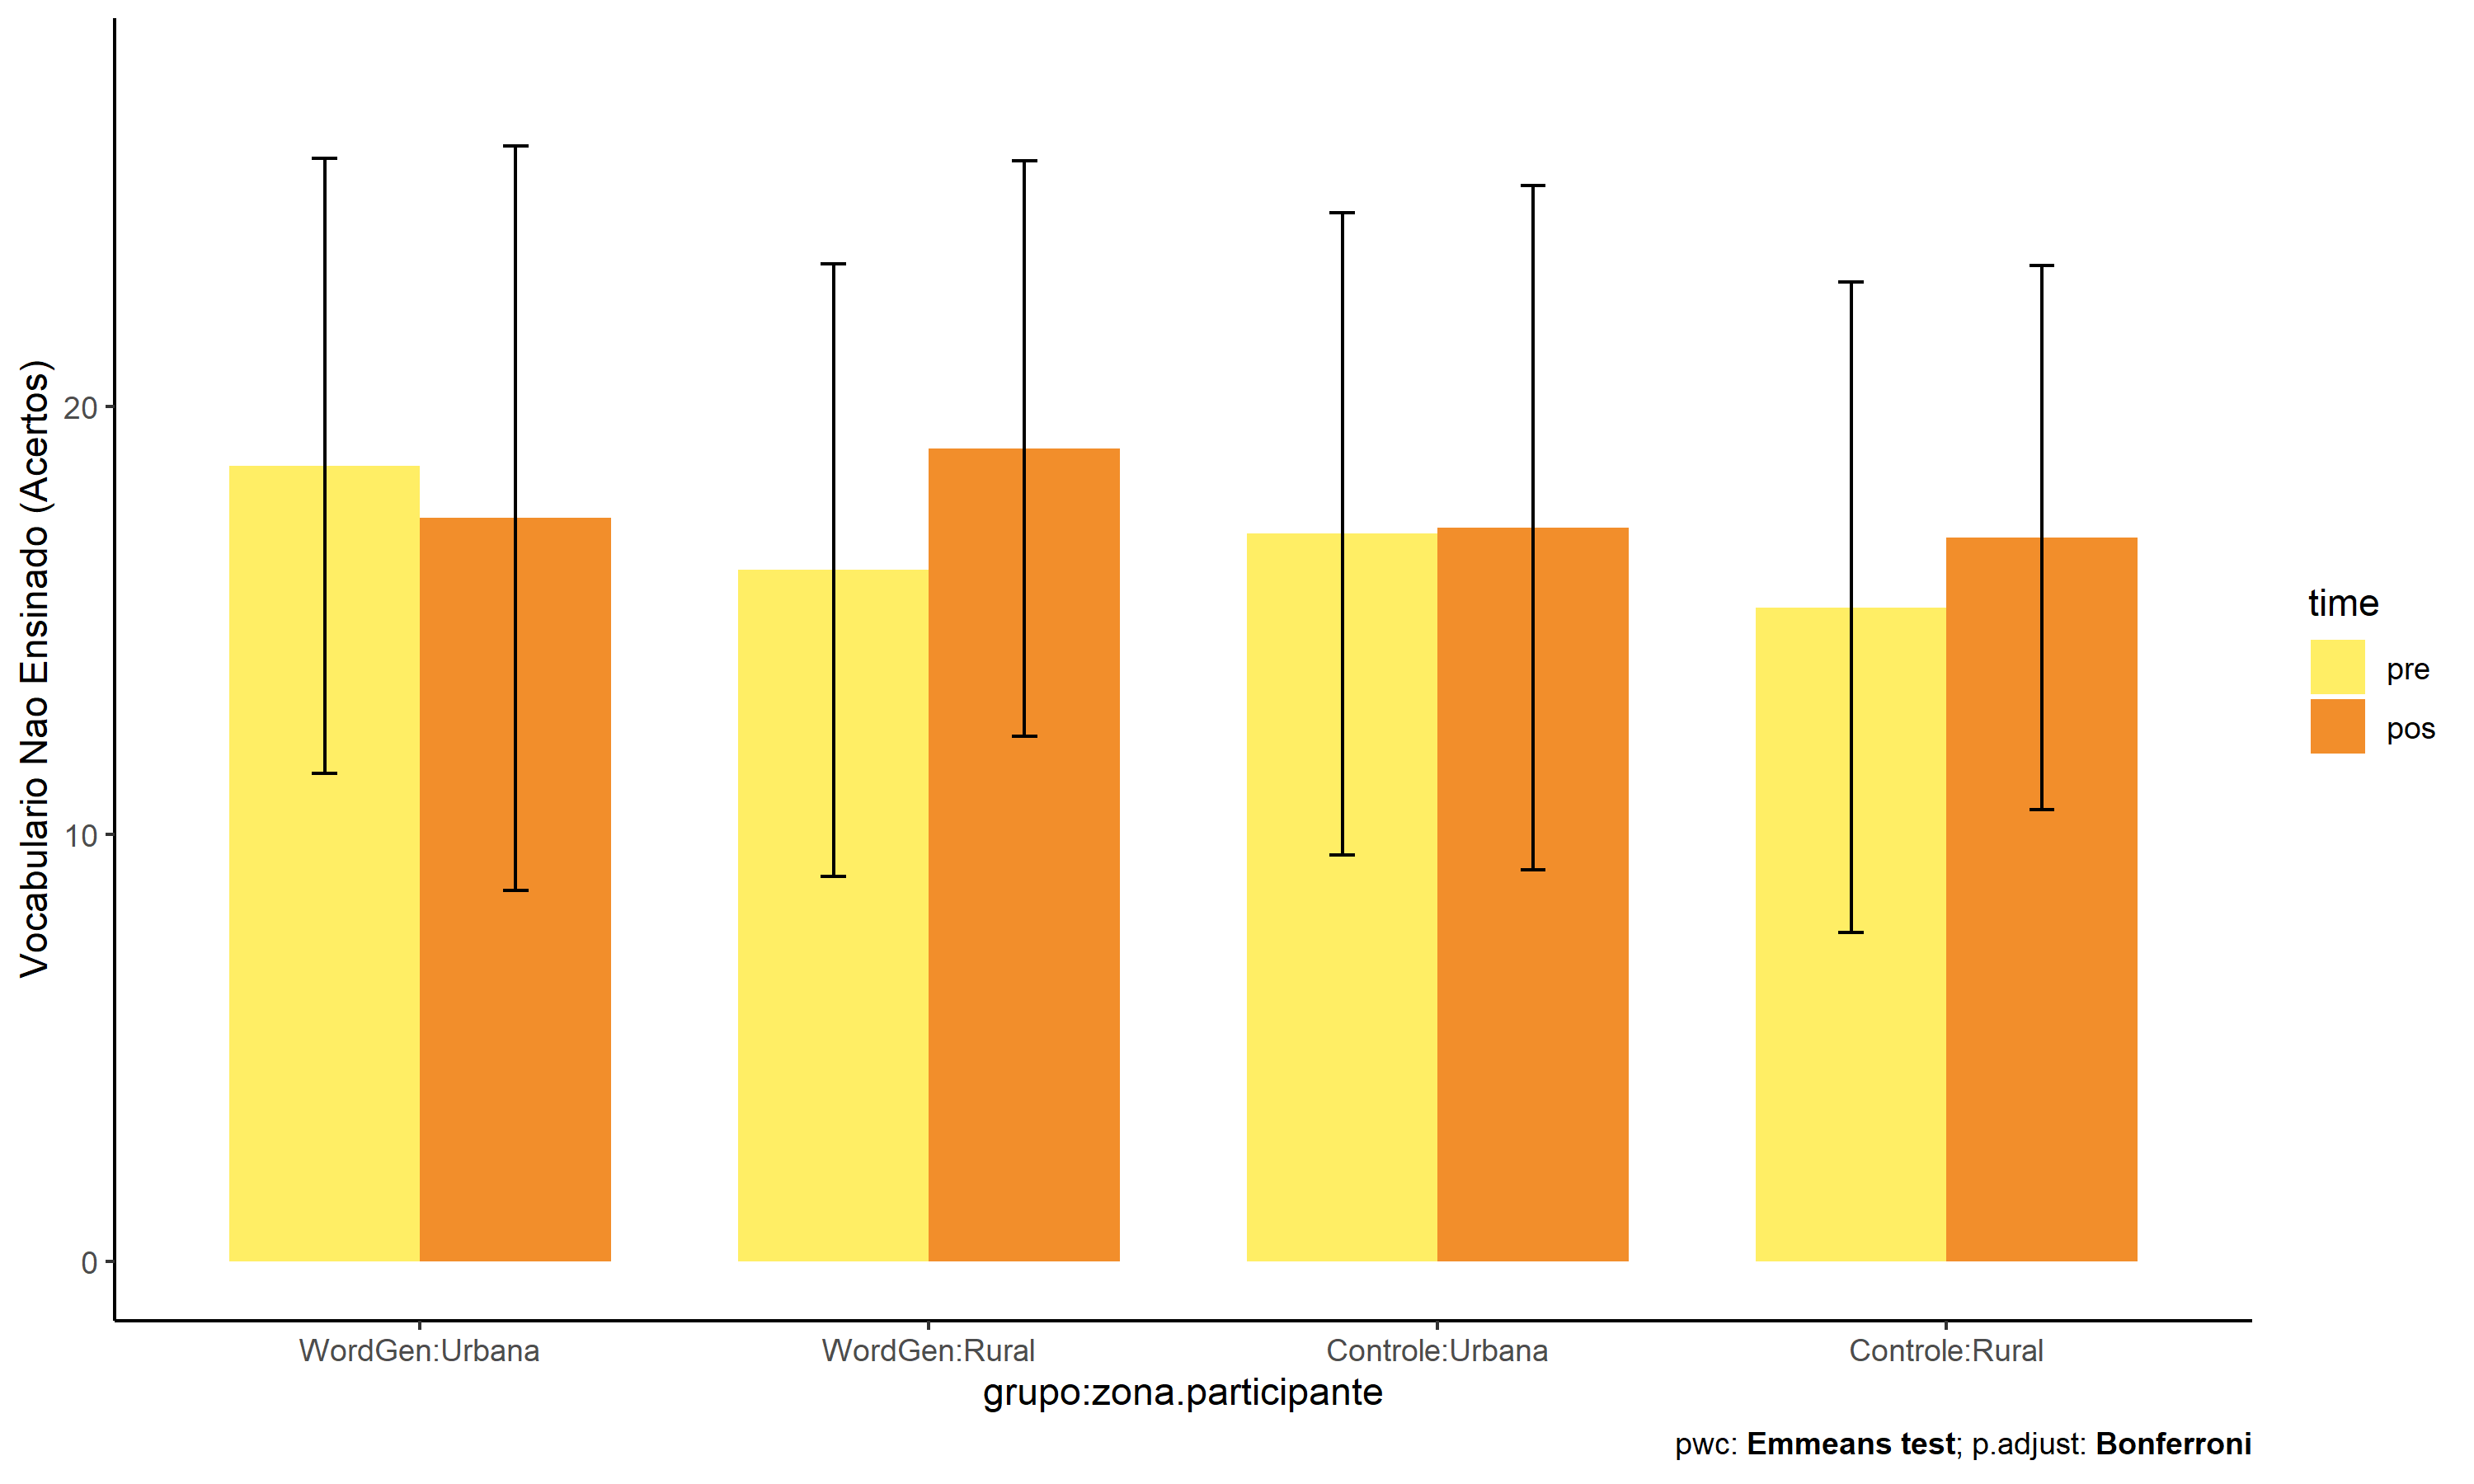 Vocabulario Nao Ensinado (Acertos)
20
10
0
WordGen:Urbana
WordGen:Rural
Controle:Urbana
Controle:Rural
grupo:zona.participante
time
pre
pos
pwc: Emmeans test; p.adjust: Bonferroni